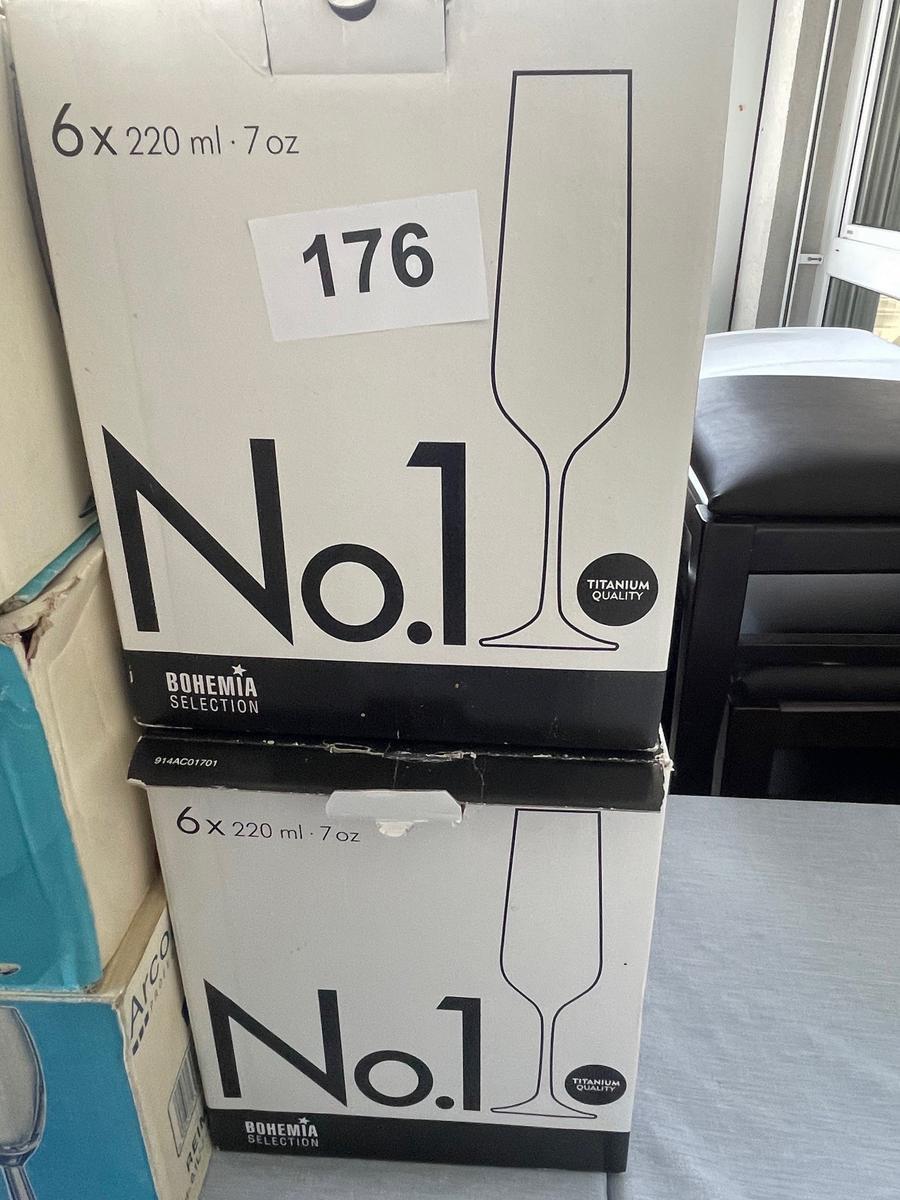 6 x 220 ml · 7 oz
176
No.1
TITANIUM
QUALITY
BOHEMIA
SELECTION
914AC01701
6 x 220 ml · 7 oz
No.1
TITANIUM
QUALITY
BOHEMIA
SELECTION
Arco